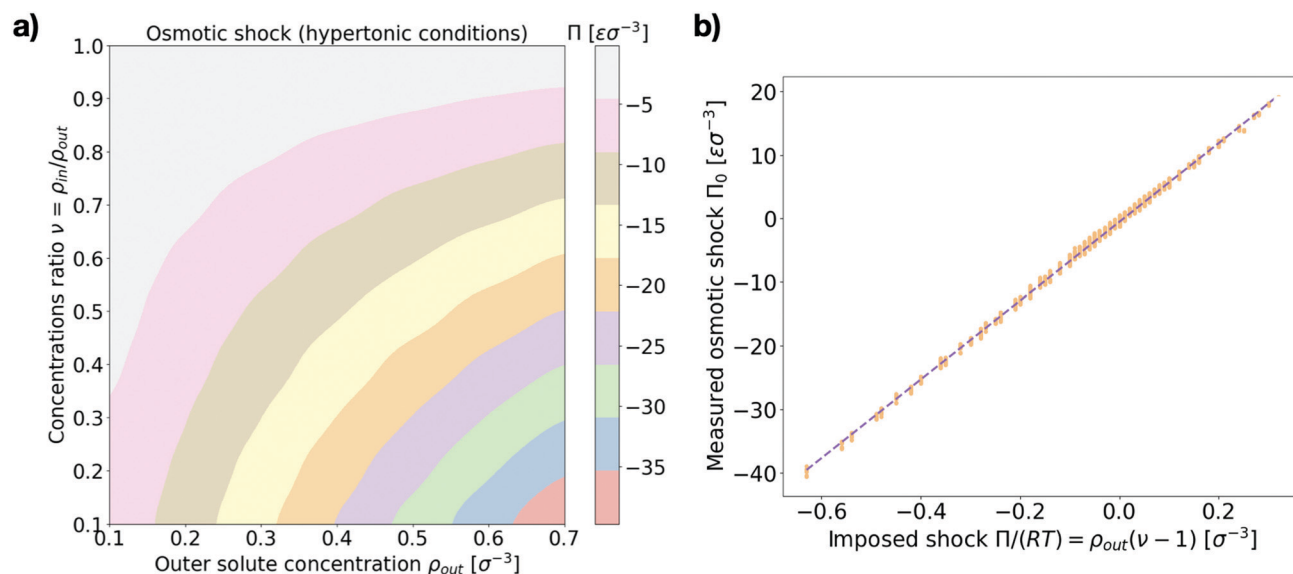 a)
Osmotic shock (hypertonic conditions)
Π [εσ⁻³]
1.0
0.9
0.8
0.7
0.6
0.5
0.4
0.3
0.2
0.1
Concentrations ratio ν = ρ_in/ρ_out
0.1 0.2 0.3 0.4 0.5 0.6 0.7
Outer solute concentration ρ_out [σ⁻³]
−5
−10
−15
−20
−25
−30
−35
b)
20
10
0
−10
−20
−30
−40
Measured osmotic shock Π₀ [εσ⁻³]
−0.6 −0.4 −0.2 0.0 0.2
Imposed shock Π/(RT) = ρ_out(ν − 1) [σ⁻³]